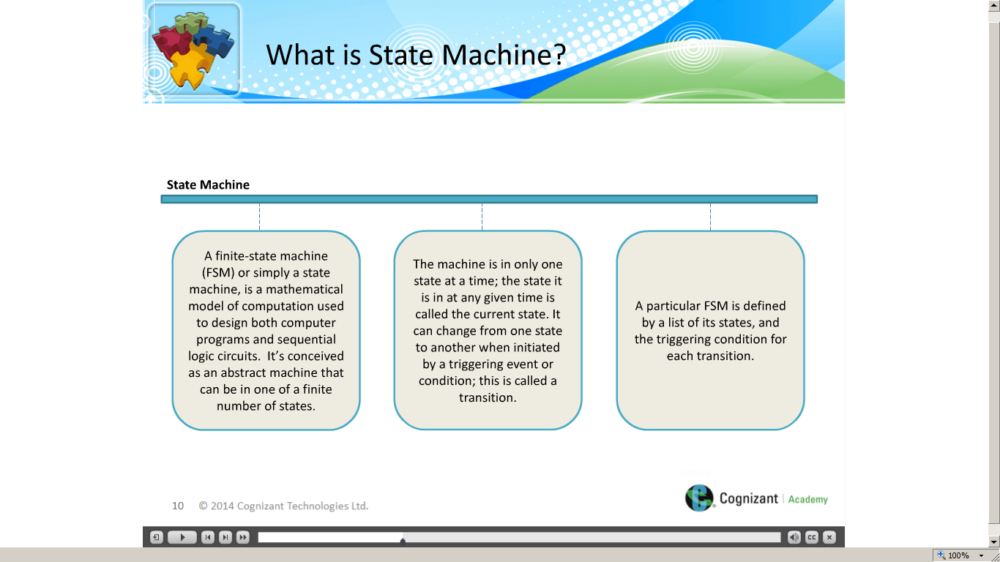 What is State Machine?
State Machine
A finite-state machine
(FSM) or simply a state
machine, is a mathematical
model of computation used
to design both computer
programs and sequential
logic circuits.  It’s conceived
as an abstract machine that
can be in one of a finite
number of states.
The machine is in only one
state at a time; the state it
is in at any given time is
called the current state. It
can change from one state
to another when initiated
by a triggering event or
condition; this is called a
transition.
A particular FSM is defined
by a list of its states, and
the triggering condition for
each transition.
10 © 2014 Cognizant Technologies Ltd.
Cognizant | Academy
CC
100%